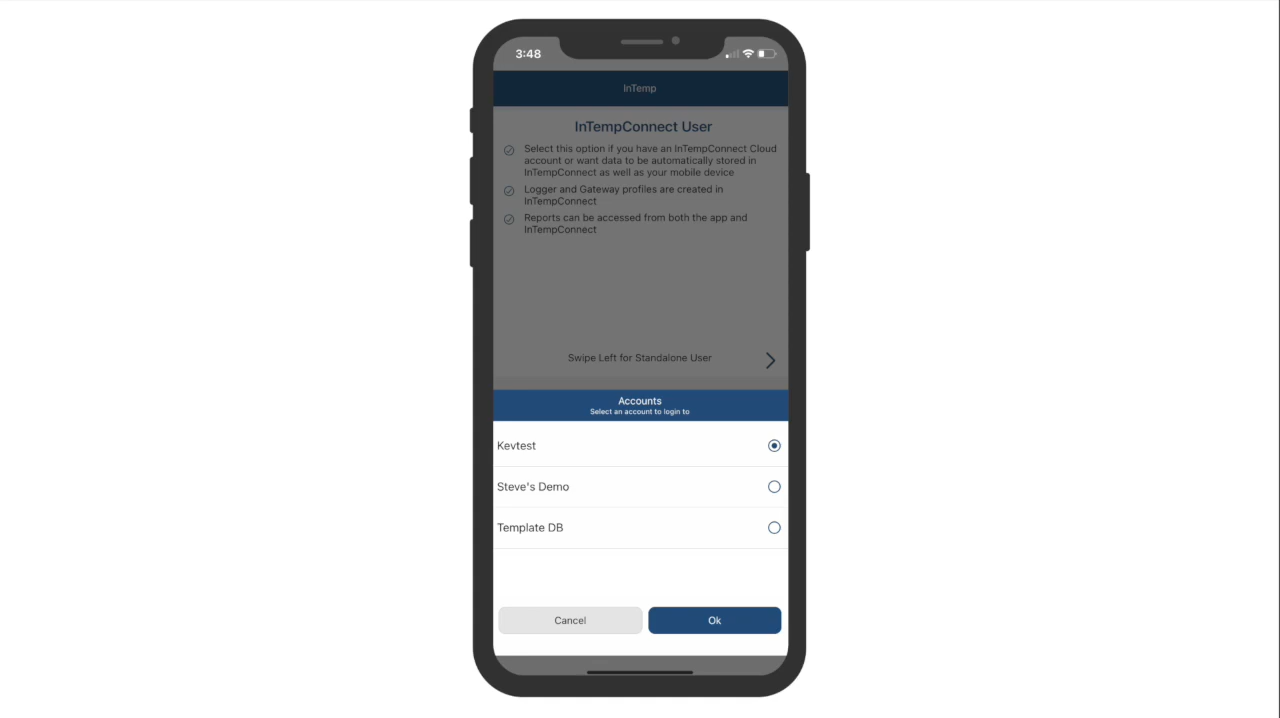 3:48
InTemp
InTempConnect User
Select this option if you have an InTempConnect Cloud
account or want data to be automatically stored in
InTempConnect as well as your mobile device
Logger and Gateway profiles are created in
InTempConnect
Reports can be accessed from both the app and
InTempConnect
Swipe Left for Standalone User
Accounts
Select an account to login to
Kevtest
Steve's Demo
Template DB
Cancel
Ok